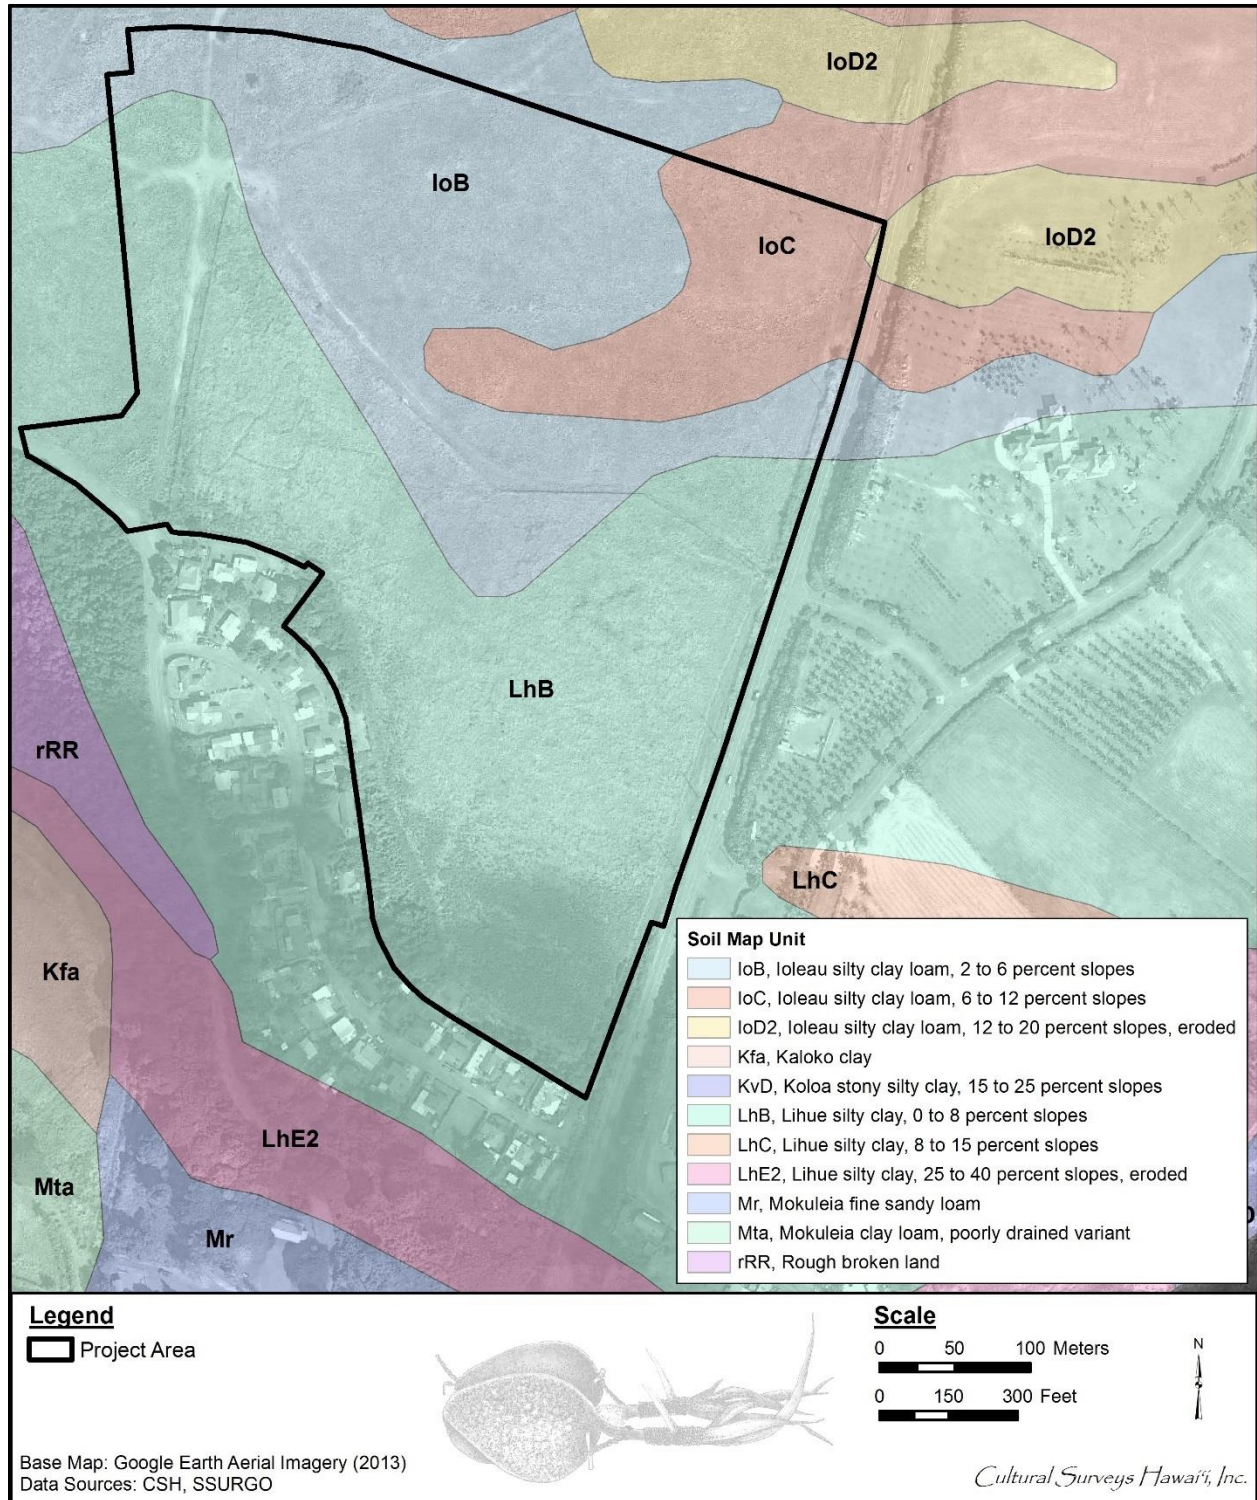 IoD2
IoB
IoC
IoD2
LhB
rRR
LhC
Kfa
LhE2
Mta
Mr
Soil Map Unit
IoB, Ioleau silty clay loam, 2 to 6 percent slopes
IoC, Ioleau silty clay loam, 6 to 12 percent slopes
IoD2, Ioleau silty clay loam, 12 to 20 percent slopes, eroded
Kfa, Kaloko clay
KvD, Koloa stony silty clay, 15 to 25 percent slopes
LhB, Lihue silty clay, 0 to 8 percent slopes
LhC, Lihue silty clay, 8 to 15 percent slopes
LhE2, Lihue silty clay, 25 to 40 percent slopes, eroded
Mr, Mokuleia fine sandy loam
Mta, Mokuleia clay loam, poorly drained variant
rRR, Rough broken land
Legend
Project Area
Scale
0 50 100 Meters
0 150 300 Feet
N
Base Map: Google Earth Aerial Imagery (2013)
Data Sources: CSH, SSURGO
Cultural Surveys Hawai‘i, Inc.